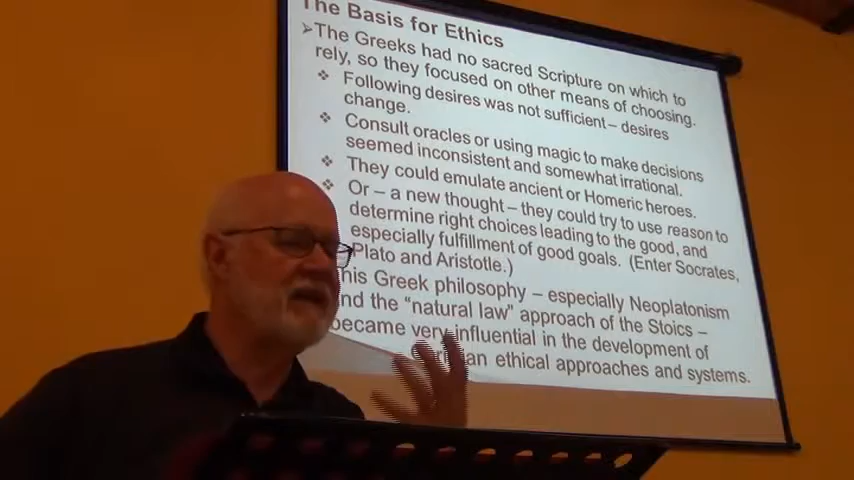 The Basis for Ethics
➢The Greeks had no sacred Scripture on which to
rely, so they focused on other means of choosing.
❖ Following desires was not sufficient – desires
change.
❖ Consult oracles or using magic to make decisions
seemed inconsistent and somewhat irrational.
❖ They could emulate ancient or Homeric heroes.
❖ Or – a new thought – they could try to use reason to
determine right choices leading to the good, and
especially fulfillment of good goals. (Enter Socrates,
Plato and Aristotle.)
his Greek philosophy – especially Neoplatonism
nd the "natural law" approach of the Stoics –
became very influential in the development of
ethical approaches and systems.